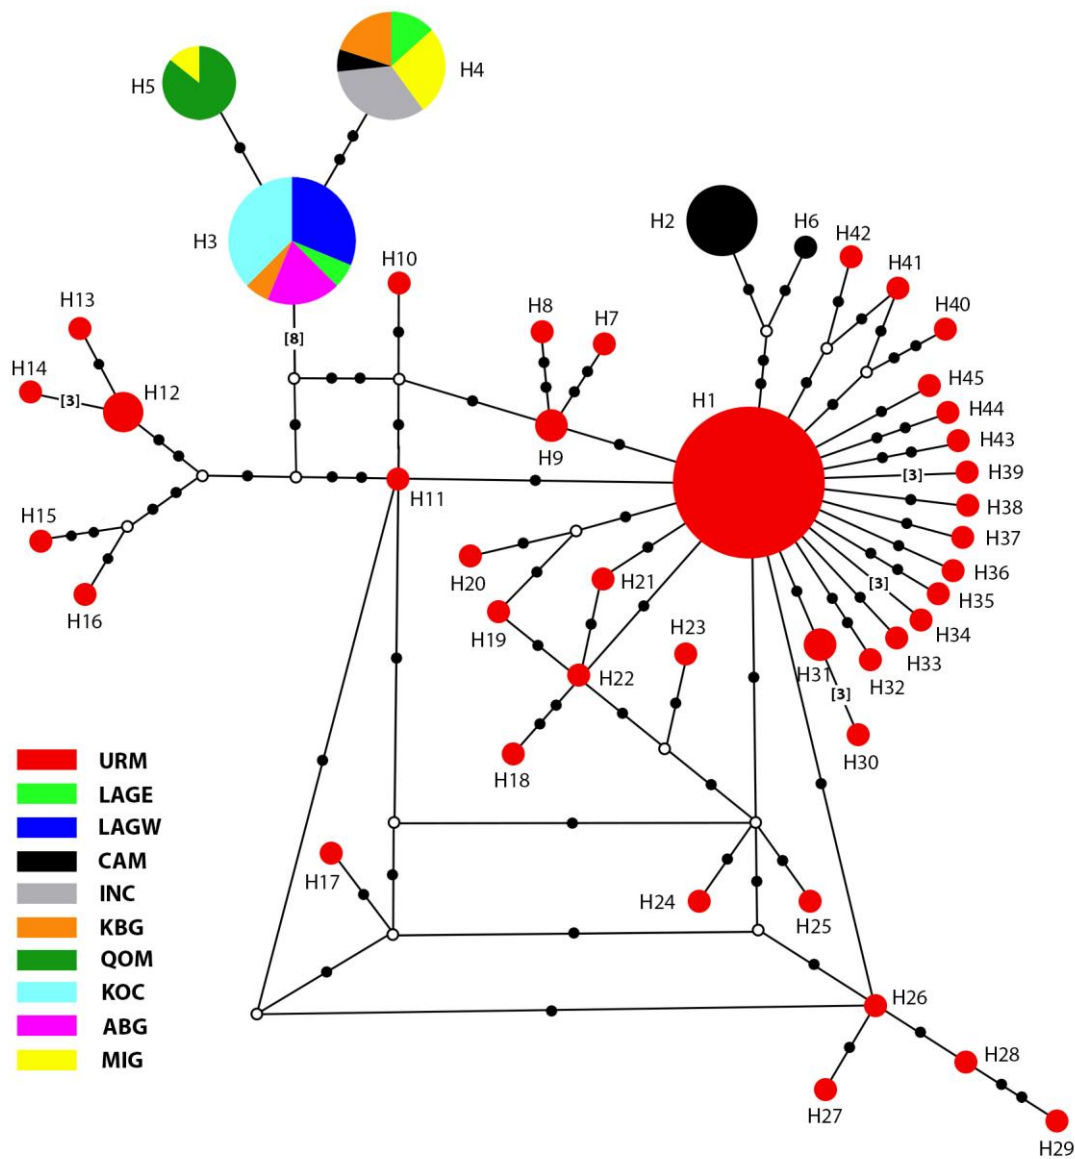 H5
H4
H3
H2
H6
H42
H41
H10
H40
H13
H8
H7
[8]
H14
[3]
H12
H1
H45
H44
H43
H9
[3]
H39
H11
H38
H15
H37
H20
H21
H36
[3]
H35
H16
H19
H34
H23
H33
H22
H31
H32
[3]
H18
H30
URM
LAGE
LAGW
CAM
H17
INC
H24
H25
KBG
QOM
KOC
H26
ABG
MIG
H28
H27
H29